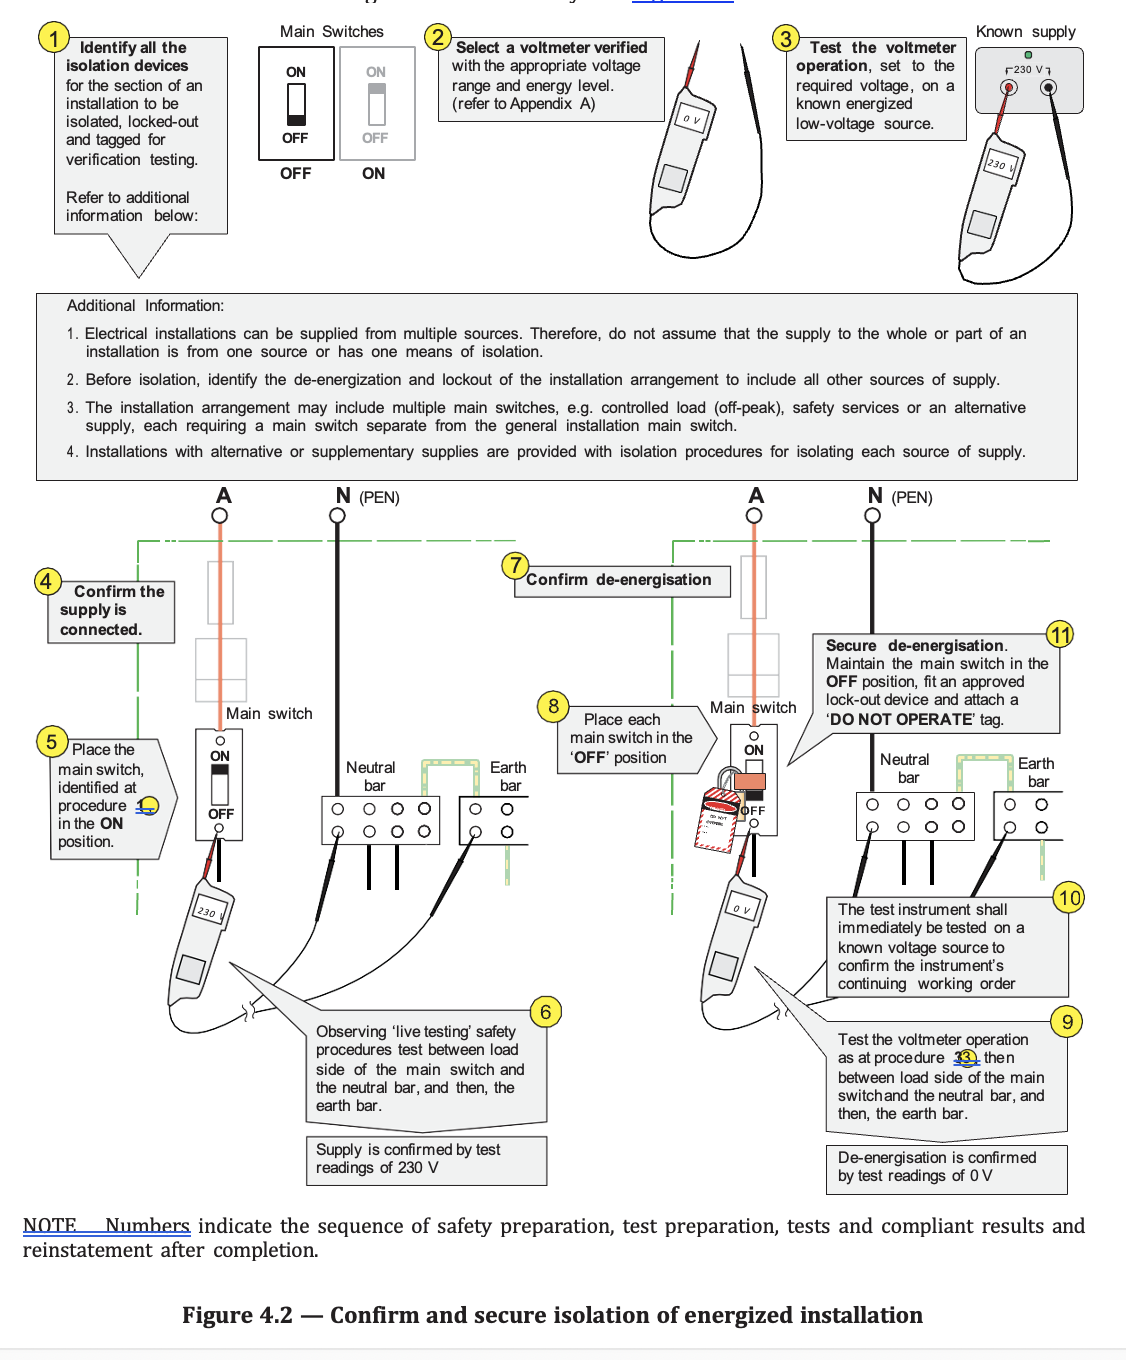 1
Identify all the
isolation devices
for the section of an
installation to be
isolated, locked-out
and tagged for
verification testing.
Refer to additional
information below:
Main Switches
ON
OFF
OFF
ON
OFF
ON
2
Select a voltmeter verified
with the appropriate voltage
range and energy level.
(refer to Appendix A)
0 V
3
Test the voltmeter
operation, set to the
required voltage, on a
known energized
low-voltage source.
Known supply
230 V
230 V
Additional Information:
1. Electrical installations can be supplied from multiple sources. Therefore, do not assume that the supply to the whole or part of an
installation is from one source or has one means of isolation.
2. Before isolation, identify the de-energization and lockout of the installation arrangement to include all other sources of supply.
3. The installation arrangement may include multiple main switches, e.g. controlled load (off-peak), safety services or an alternative
supply, each requiring a main switch separate from the general installation main switch.
4. Installations with alternative or supplementary supplies are provided with isolation procedures for isolating each source of supply.
A
N (PEN)
4
Confirm the
supply is
connected.
Main switch
5
Place the
main switch,
identified at
procedure 1
in the ON
position.
ON
OFF
Neutral
bar
Earth
bar
230 V
6
Observing ‘live testing’ safety
procedures test between load
side of the main switch and
the neutral bar, and then, the
earth bar.
Supply is confirmed by test
readings of 230 V
A
N (PEN)
7
Confirm de-energisation
8
Place each
main switch in the
‘OFF’ position
Main switch
ON
OFF
DO NOT
11
Secure de-energisation.
Maintain the main switch in the
OFF position, fit an approved
lock-out device and attach a
‘DO NOT OPERATE’ tag.
Neutral
bar
Earth
bar
0 V
10
The test instrument shall
immediately be tested on a
known voltage source to
confirm the instrument’s
continuing working order
9
Test the voltmeter operation
as at procedure 3 then
between load side of the main
switchand the neutral bar, and
then, the earth bar.
De-energisation is confirmed
by test readings of 0 V
NOTE Numbers indicate the sequence of safety preparation, test preparation, tests and compliant results and
reinstatement after completion.
Figure 4.2 — Confirm and secure isolation of energized installation